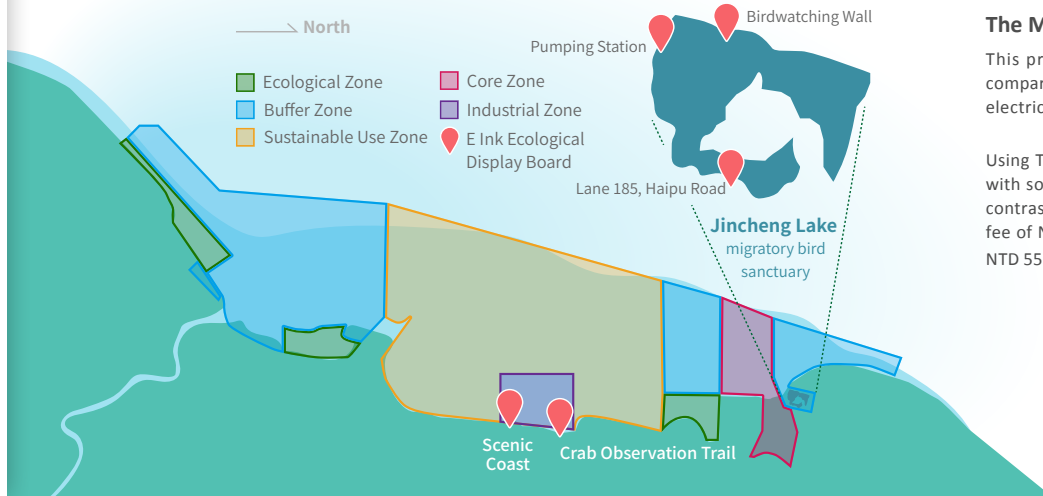 North
Ecological Zone
Buffer Zone
Sustainable Use Zone
Core Zone
Industrial Zone
E Ink Ecological
Display Board
Pumping Station
Birdwatching Wall
Lane 185, Haipu Road
Jincheng Lake
migratory bird
sanctuary
Scenic
Coast
Crab Observation Trail
The M
This pr
compar
electric
Using T
with so
contras
fee of N
NTD 55